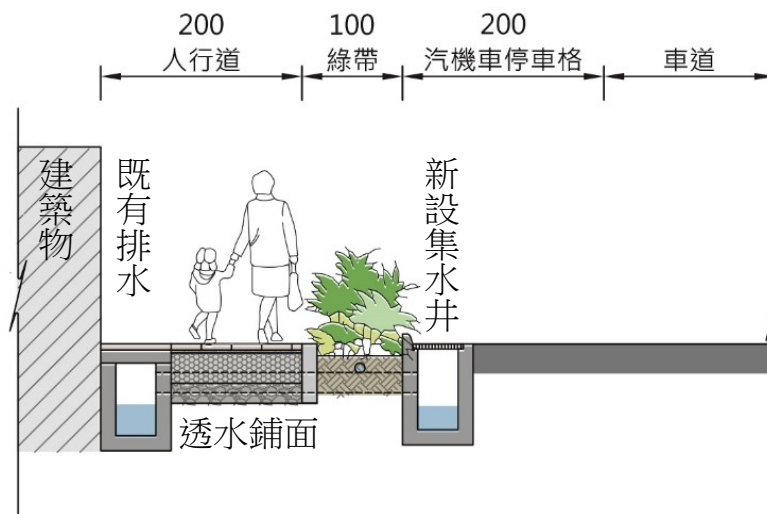 200
人行道
100
綠帶
200
汽機車停車格
車道
建築物
既有排水
新設集水井
透水鋪面